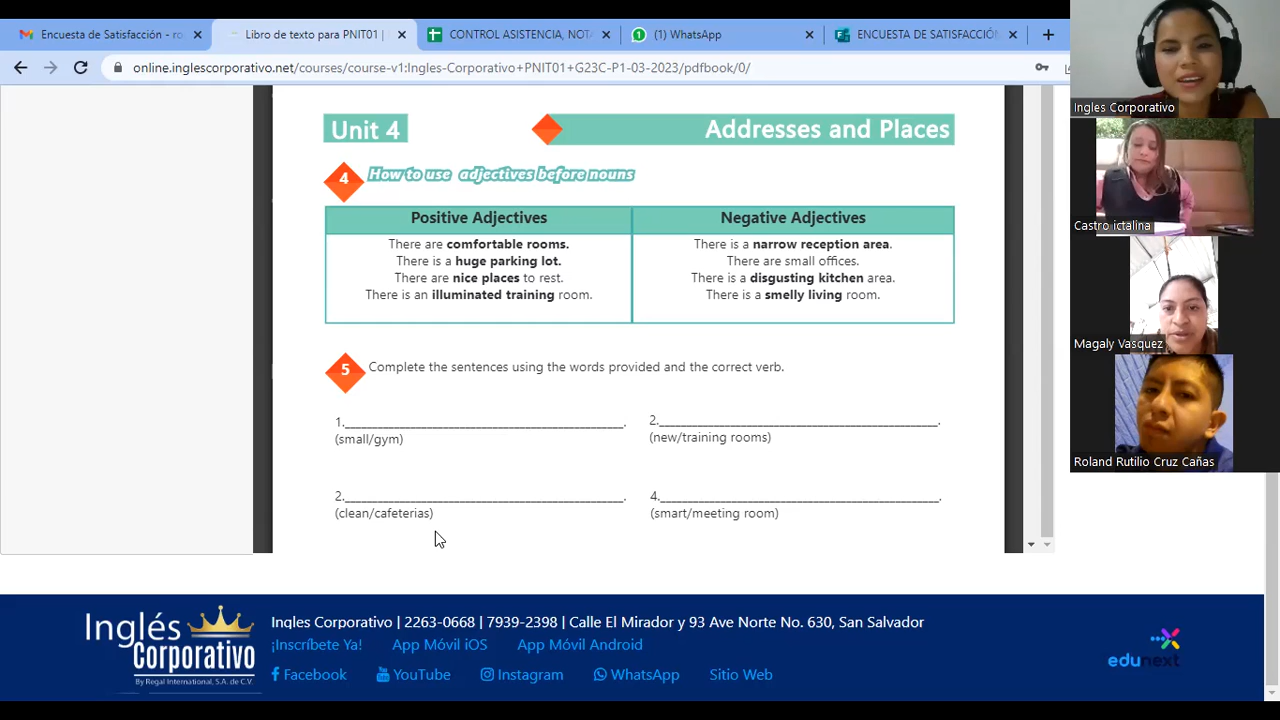 Encuesta de Satisfacción - ro
Libro de texto para PNIT01 |
CONTROL ASISTENCIA, NOTA
(1) WhatsApp
ENCUESTA DE SATISFACCIÓN
online.inglescorporativo.net/courses/course-v1:Ingles-Corporativo+PNIT01+G23C-P1-03-2023/pdfbook/0/
Ingles Corporativo
Castro ictalina
Magaly Vasquez
Roland Rutilio Cruz Cañas
Unit 4
Addresses and Places
4
How to use adjectives before nouns
Positive Adjectives
There are comfortable rooms.
There is a huge parking lot.
There are nice places to rest.
There is an illuminated training room.
Negative Adjectives
There is a narrow reception area.
There are small offices.
There is a disgusting kitchen area.
There is a smelly living room.
5
Complete the sentences using the words provided and the correct verb.
1.________________________________________.
(small/gym)
2.________________________________________.
(new/training rooms)
2.________________________________________.
(clean/cafeterias)
4.________________________________________.
(smart/meeting room)
Inglés
Corporativo
By Regal International, S.A. de C.V.
Ingles Corporativo | 2263-0668 | 7939-2398 | Calle El Mirador y 93 Ave Norte No. 630, San Salvador
¡Inscríbete Ya! App Móvil iOS App Móvil Android
Facebook YouTube Instagram WhatsApp Sitio Web
edunext